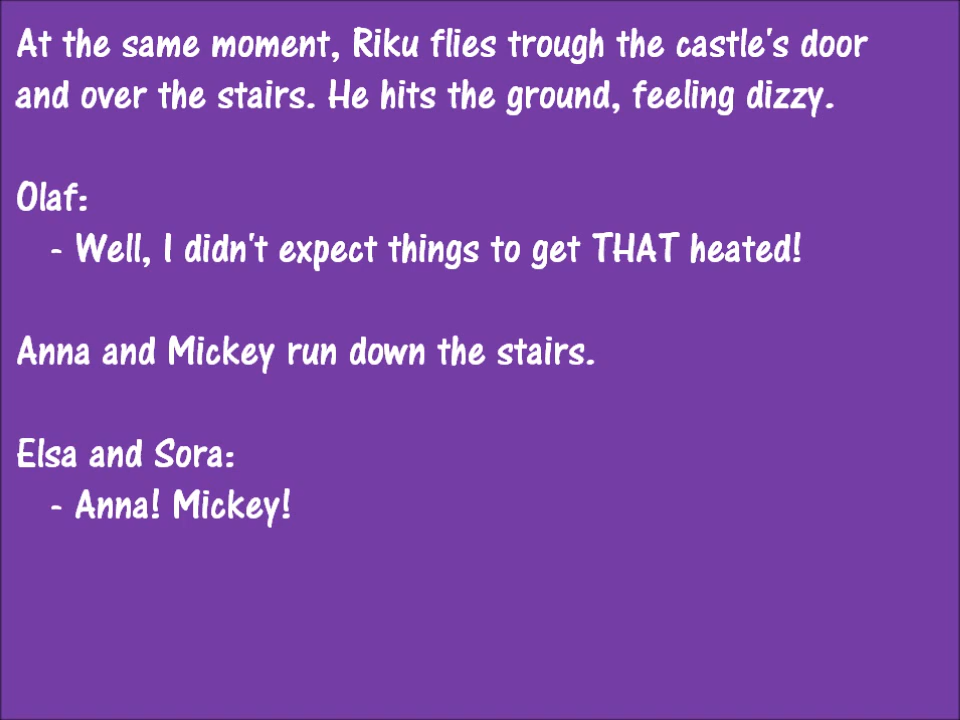 At the same moment, Riku flies trough the castle's door
and over the stairs. He hits the ground, feeling dizzy.
Olaf:
- Well, I didn't expect things to get THAT heated!
Anna and Mickey run down the stairs.
Elsa and Sora:
- Anna! Mickey!